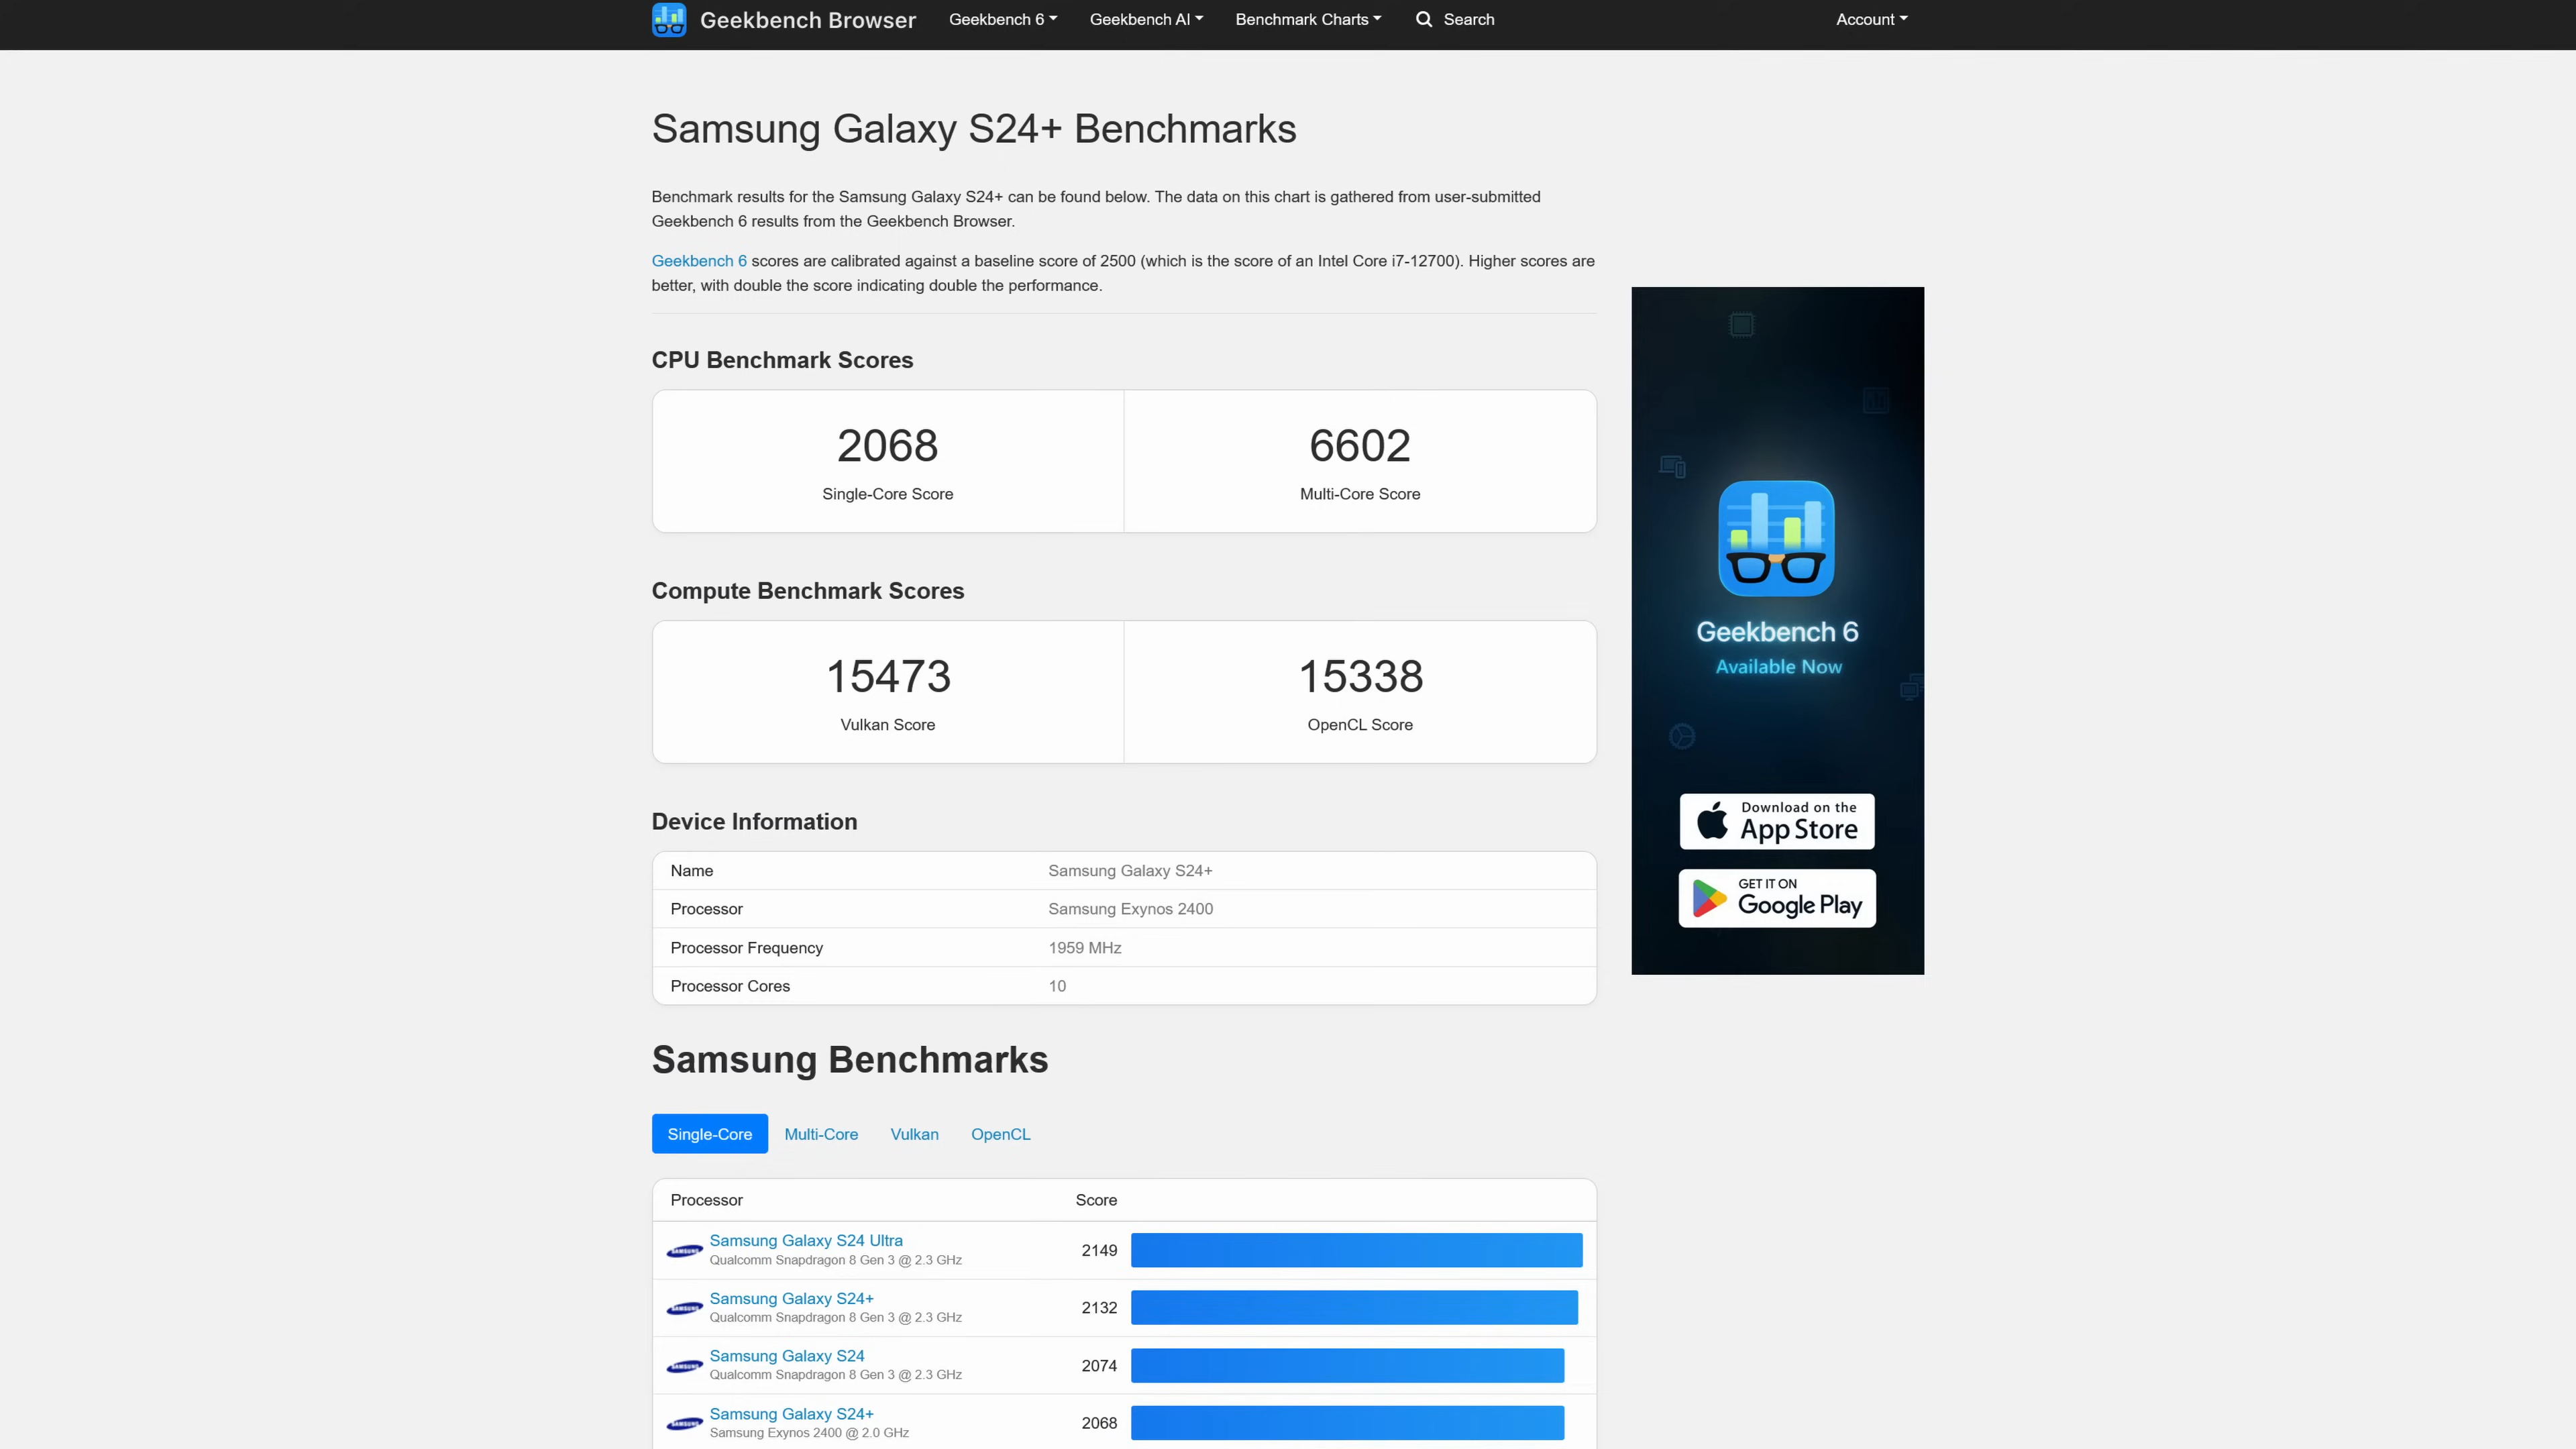 Geekbench Browser
Geekbench 6
Geekbench AI
Benchmark Charts
Search
Account
Samsung Galaxy S24+ Benchmarks
Benchmark results for the Samsung Galaxy S24+ can be found below. The data on this chart is gathered from user-submitted
Geekbench 6 results from the Geekbench Browser.
Geekbench 6 scores are calibrated against a baseline score of 2500 (which is the score of an Intel Core i7-12700). Higher scores are
better, with double the score indicating double the performance.
CPU Benchmark Scores
2068
Single-Core Score
6602
Multi-Core Score
Compute Benchmark Scores
15473
Vulkan Score
15338
OpenCL Score
Device Information
Name Samsung Galaxy S24+
Processor Samsung Exynos 2400
Processor Frequency 1959 MHz
Processor Cores 10
Geekbench 6
Available Now
Download on the
App Store
GET IT ON
Google Play
Samsung Benchmarks
Single-Core Multi-Core Vulkan OpenCL
Processor Score
SAMSUNG
Samsung Galaxy S24 Ultra
Qualcomm Snapdragon 8 Gen 3 @ 2.3 GHz
2149
SAMSUNG
Samsung Galaxy S24+
Qualcomm Snapdragon 8 Gen 3 @ 2.3 GHz
2132
SAMSUNG
Samsung Galaxy S24
Qualcomm Snapdragon 8 Gen 3 @ 2.3 GHz
2074
SAMSUNG
Samsung Galaxy S24+
Samsung Exynos 2400 @ 2.0 GHz
2068